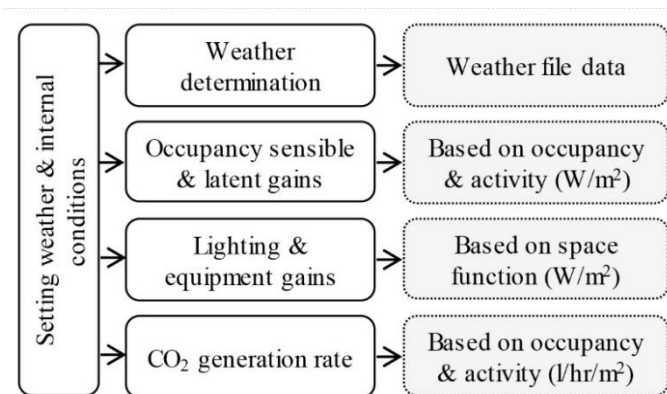 Setting weather & internal
conditions
Weather
determination
Weather file data
Occupancy sensible
& latent gains
Based on occupancy
& activity (W/m²)
Lighting &
equipment gains
Based on space
function (W/m²)
CO₂ generation rate
Based on occupancy
& activity (l/hr/m²)